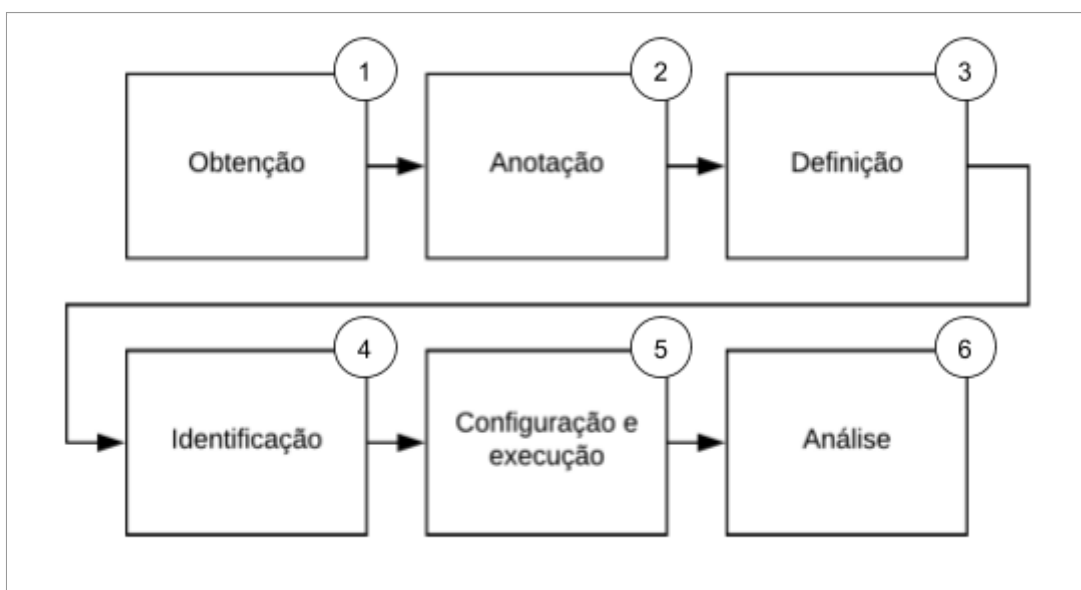 1
Obtenção
2
Anotação
3
Definição
4
Identificação
5
Configuração e
execução
6
Análise